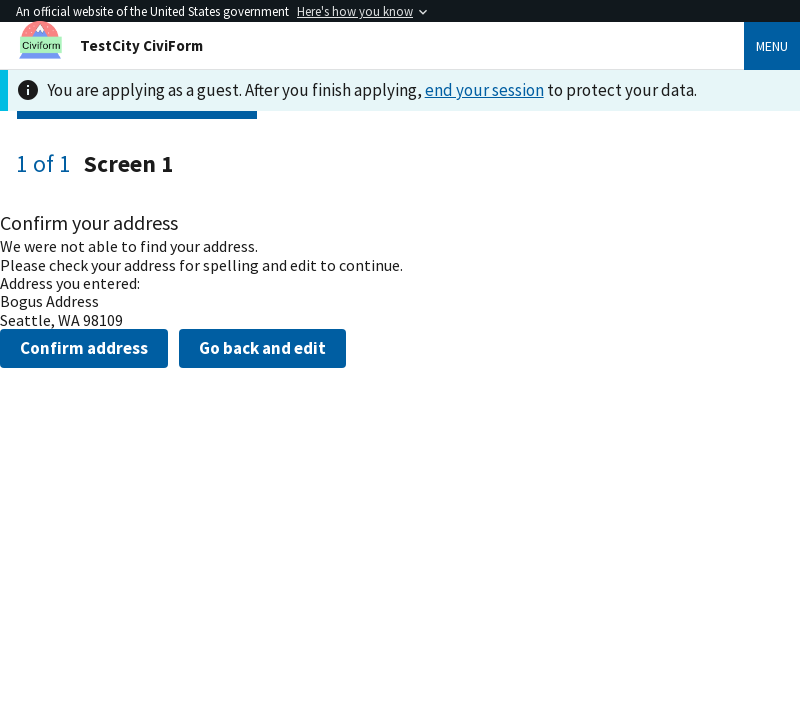 An official website of the United States government Here's how you know
Civiform
TestCity CiviForm
MENU
You are applying as a guest. After you finish applying, end your session to protect your data.
1 of 1 Screen 1
Confirm your address
We were not able to find your address.
Please check your address for spelling and edit to continue.
Address you entered:
Bogus Address
Seattle, WA 98109
Confirm address Go back and edit